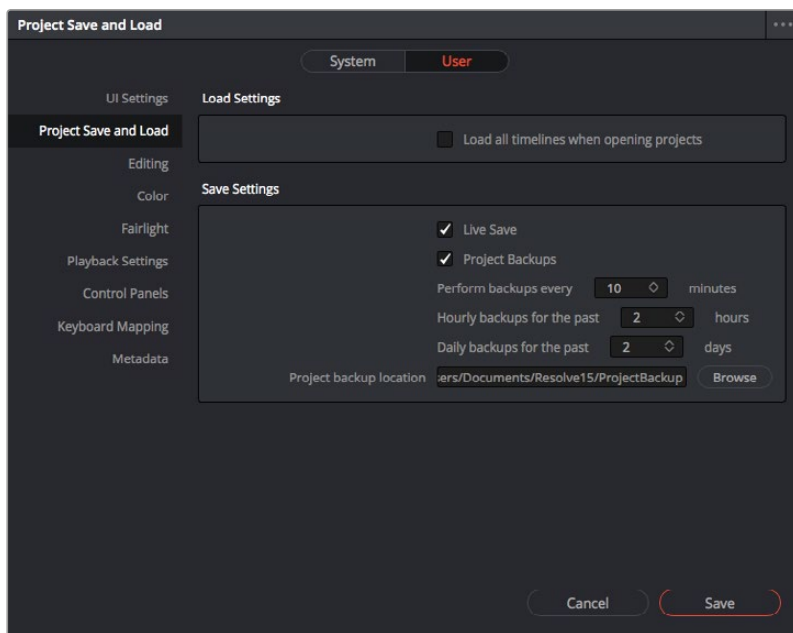 Project Save and Load
System User
UI Settings
Load Settings
Project Save and Load
Load all timelines when opening projects
Editing
Color
Save Settings
Fairlight
Live Save
Playback Settings
Project Backups
Control Panels
Perform backups every 10 minutes
Keyboard Mapping
Hourly backups for the past 2 hours
Metadata
Daily backups for the past 2 days
Project backup location ers/Documents/Resolve15/ProjectBackup Browse
Cancel Save